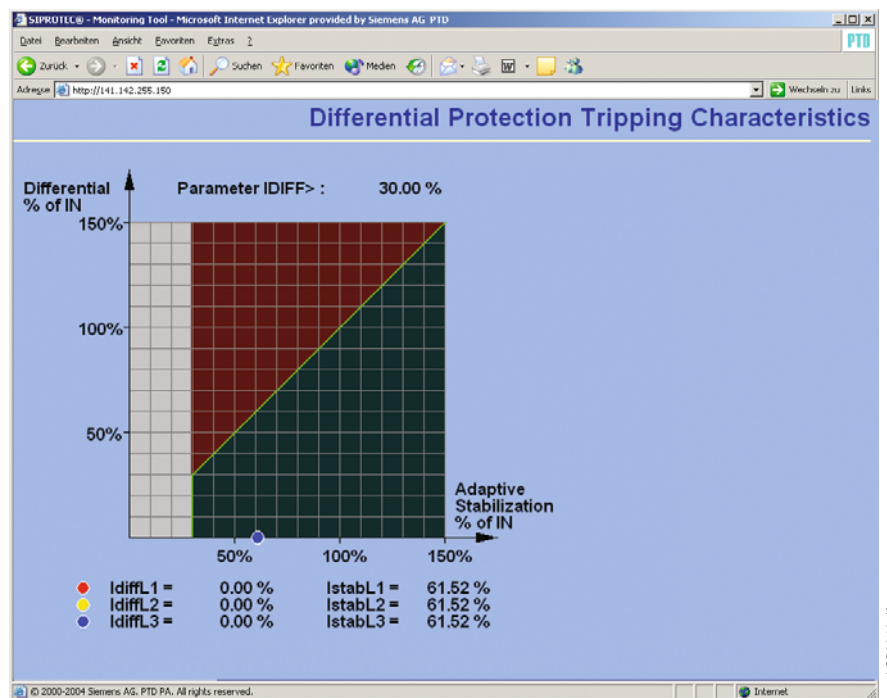 SIPROTEC® - Monitoring Tool - Microsoft Internet Explorer provided by Siemens AG PTD
Datei Bearbeiten Ansicht Favoriten Extras ?
PTD
Zurück Suchen Favoriten Medien
Adresse http://141.142.255.150 Wechseln zu Links
Differential Protection Tripping Characteristics
Differential
% of IN
Parameter IDIFF> : 30.00 %
150%
100%
50%
Adaptive
Stabilization
% of IN
50% 100% 150%
IdiffL1 = 0.00 % IstabL1 = 61.52 %
IdiffL2 = 0.00 % IstabL2 = 61.52 %
IdiffL3 = 0.00 % IstabL3 = 61.52 %
© 2000-2004 Siemens AG. PTD PA. All rights reserved. Internet